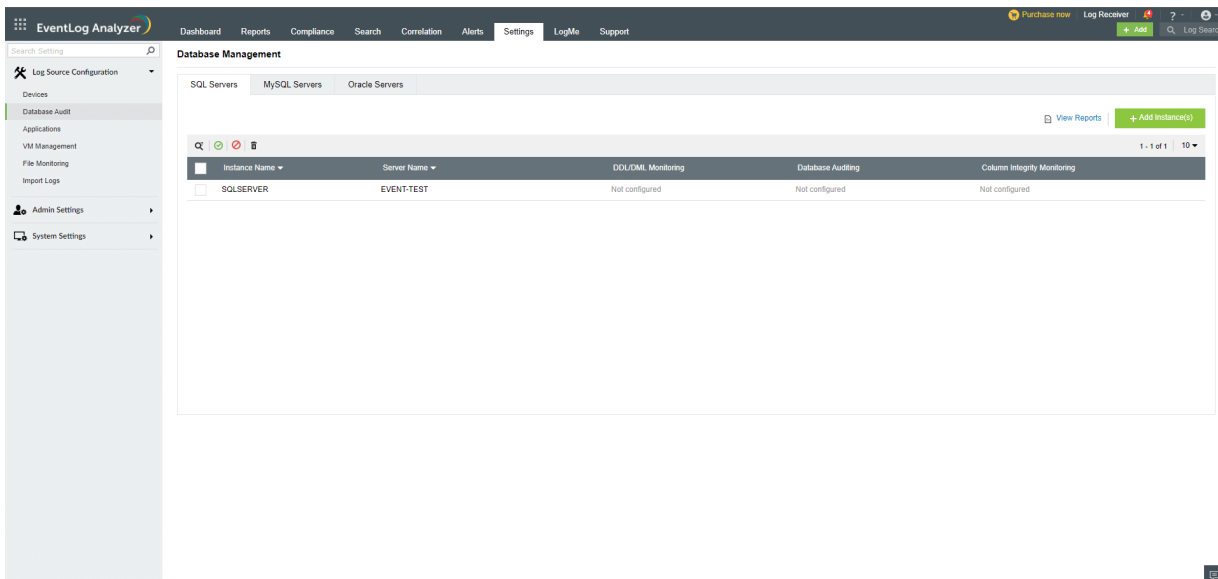 Purchase now Log Receiver 4 ?
EventLog Analyzer
Dashboard Reports Compliance Search Correlation Alerts Settings LogMe Support
+ Add
Search Setting
Database Management
Log Source Configuration
Devices
Database Audit
Applications
VM Management
File Monitoring
Import Logs
Admin Settings
System Settings
SQL Servers MySQL Servers Oracle Servers
View Reports + Add Instance(s)
1 - 1 of 1 10
Instance Name Server Name DDL/DML Monitoring Database Auditing Column Integrity Monitoring
SQLSERVER EVENT-TEST Not configured Not configured Not configured